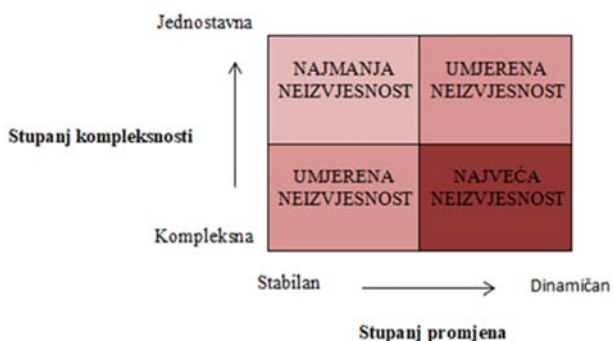 Jednostavna
NAJMANJA
NEIZVJESNOST
UMJERENA
NEIZVJESNOST
Stupanj kompleksnosti
UMJERENA
NEIZVJESNOST
NAJVEĆA
NEIZVJESNOST
Kompleksna
Stabilan
Dinamičan
Stupanj promjena